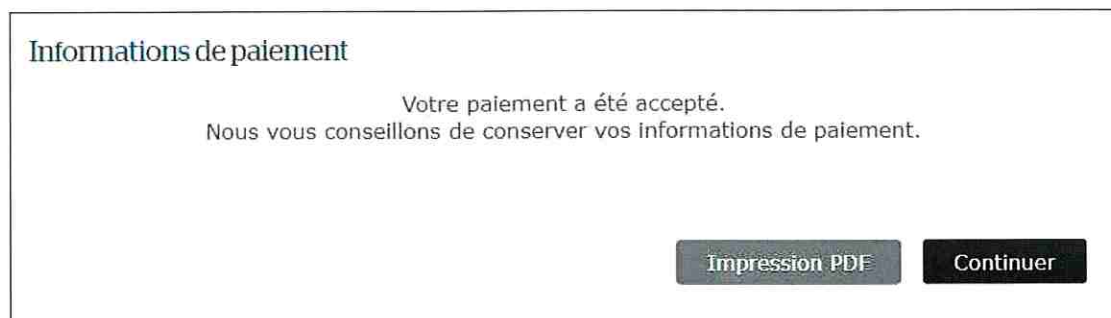 Informations de paiement
Votre paiement a été accepté.
Nous vous conseillons de conserver vos informations de paiement.
Impression PDF
Continuer